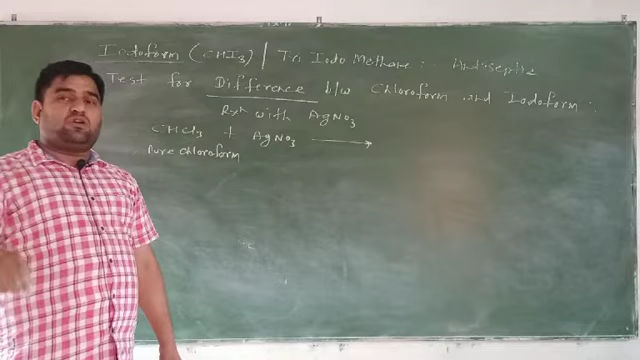 Iodoform (CHI3) | Tri Iodo Methane :- Antiseptic
Test for Difference b/w Chloroform and Iodoform :-
Rxn with AgNO3
CHCl3 + AgNO3 →
Pure Chloroform